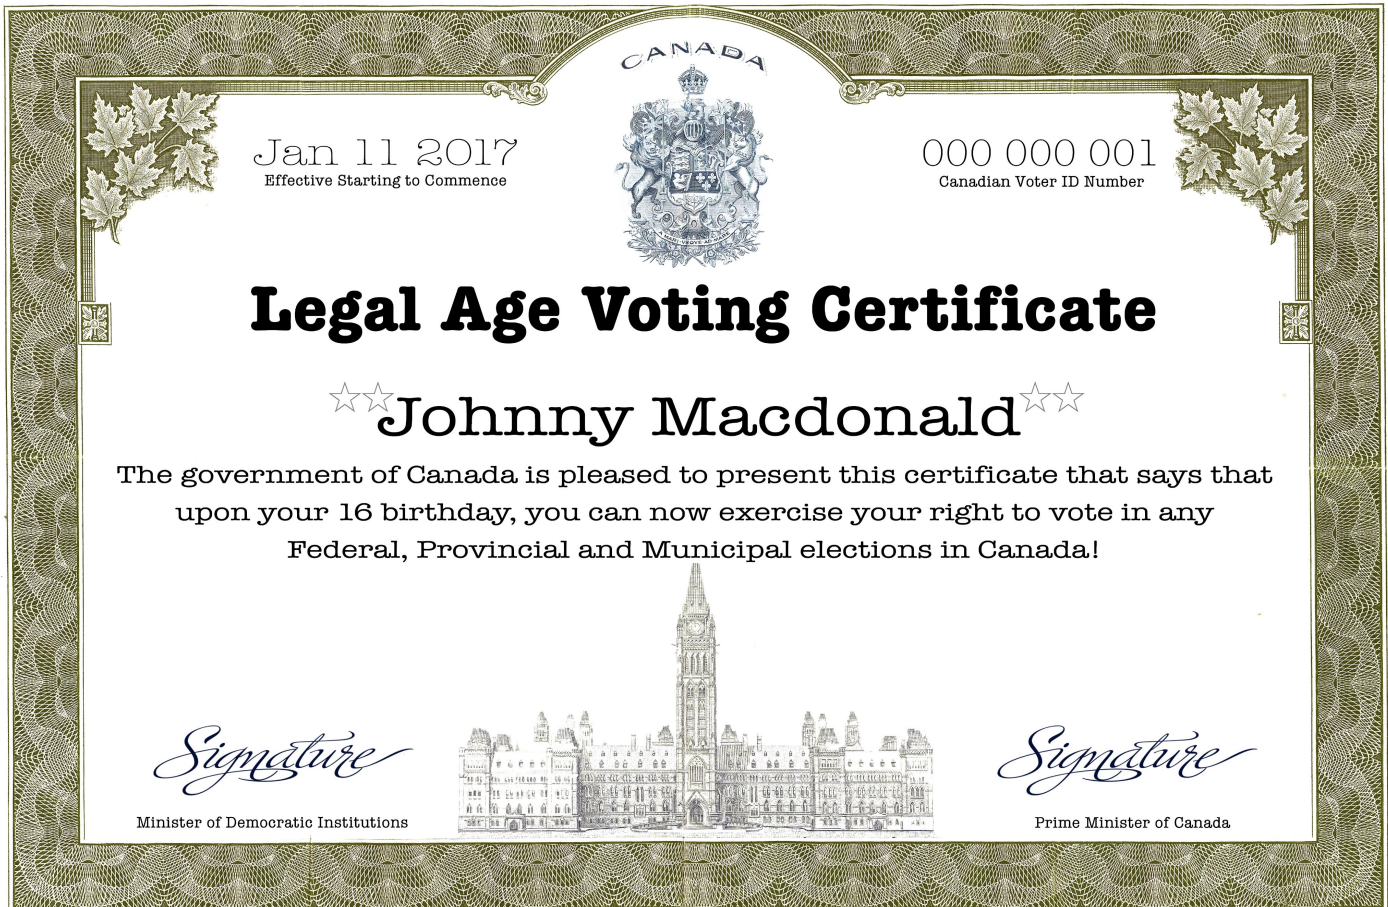 CANADA
Jan 11 2017
Effective Starting to Commence
000 000 001
Canadian Voter ID Number
Legal Age Voting Certificate
Johnny Macdonald
The government of Canada is pleased to present this certificate that says that
upon your 16 birthday, you can now exercise your right to vote in any
Federal, Provincial and Municipal elections in Canada!
Signature
Minister of Democratic Institutions
Signature
Prime Minister of Canada